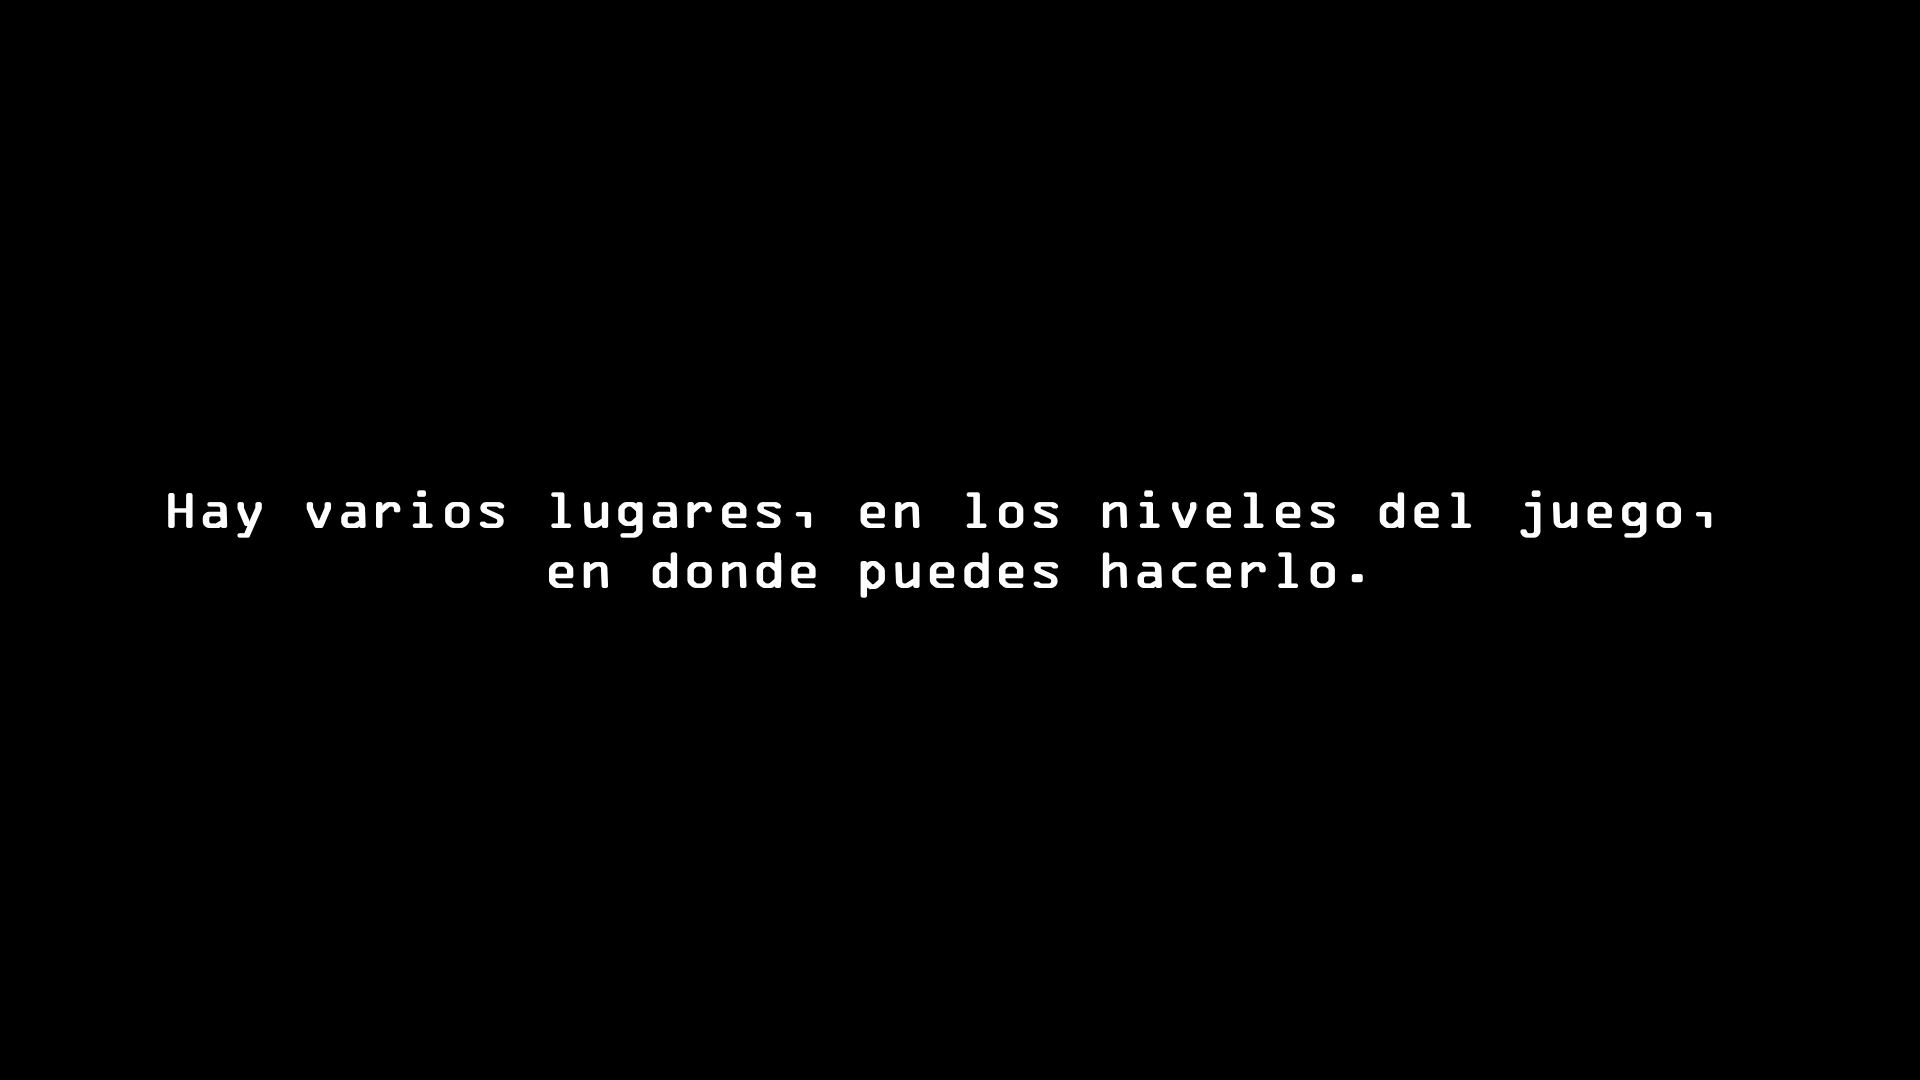 Hay varios lugares, en los niveles del juego,
en donde puedes hacerlo.